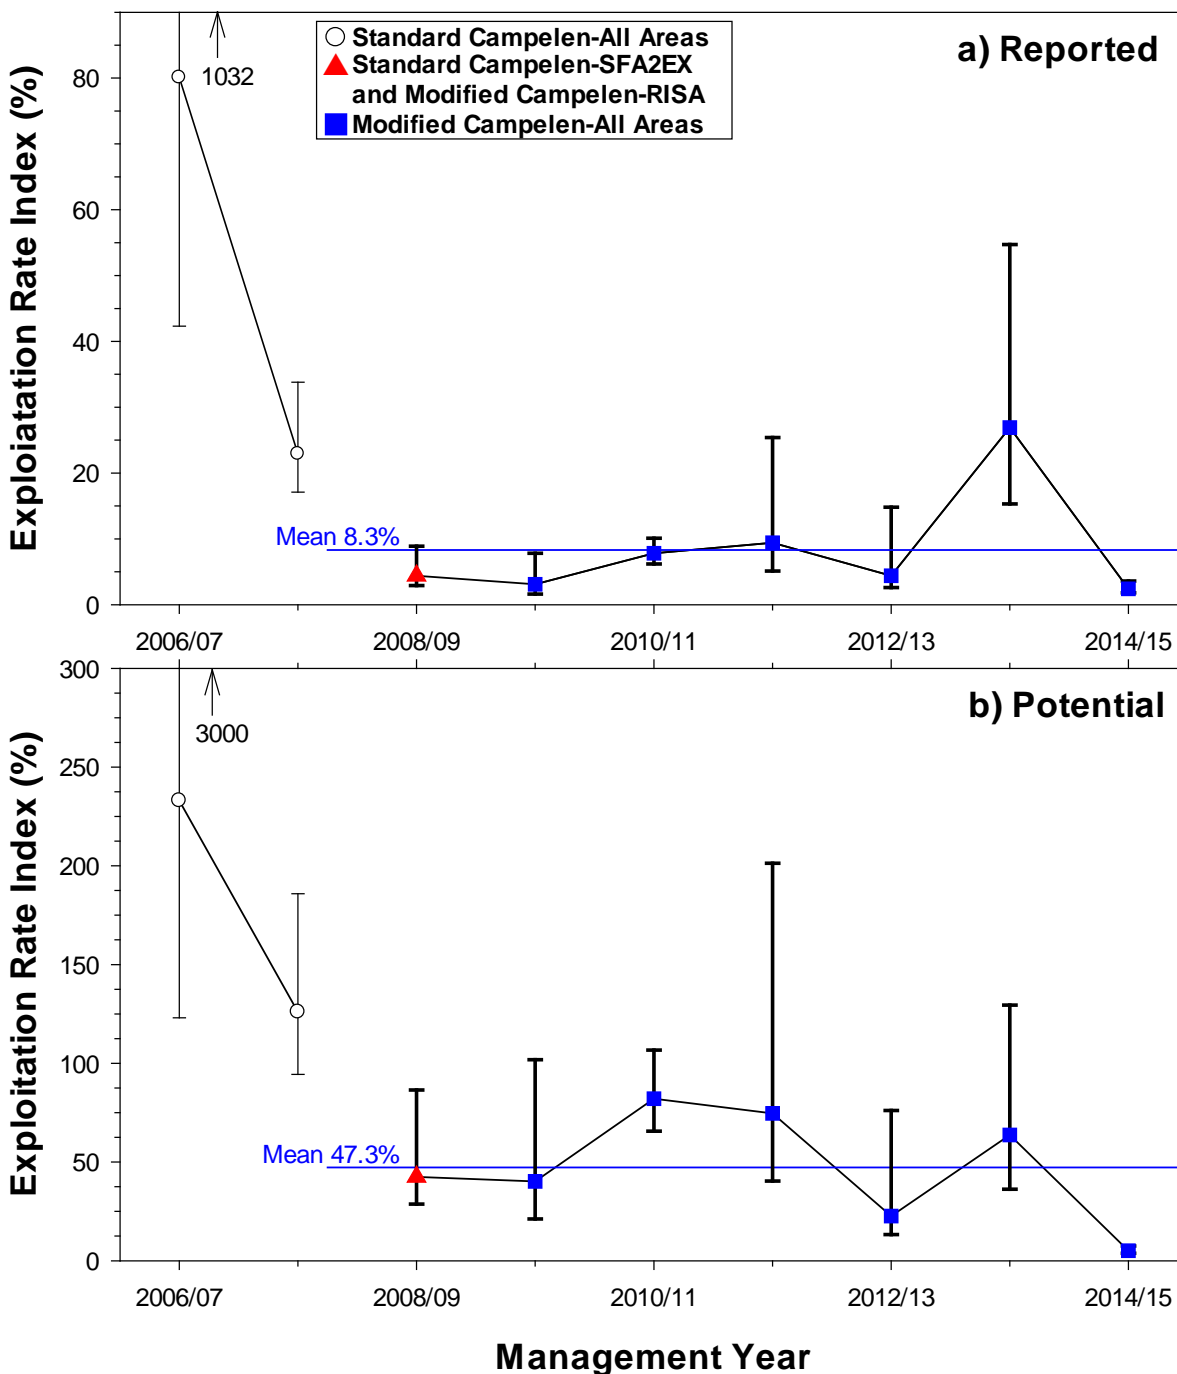 Standard Campelen-All Areas
Standard Campelen-SFA2EX
and Modified Campelen-RISA
Modified Campelen-All Areas
a) Reported
1032
Exploiatation Rate Index (%)
80
60
40
20
0
Mean 8.3%
2006/07 2008/09 2010/11 2012/13 2014/15
b) Potential
3000
Exploitation Rate Index (%)
300
250
200
150
100
50
0
Mean 47.3%
2006/07 2008/09 2010/11 2012/13 2014/15
Management Year